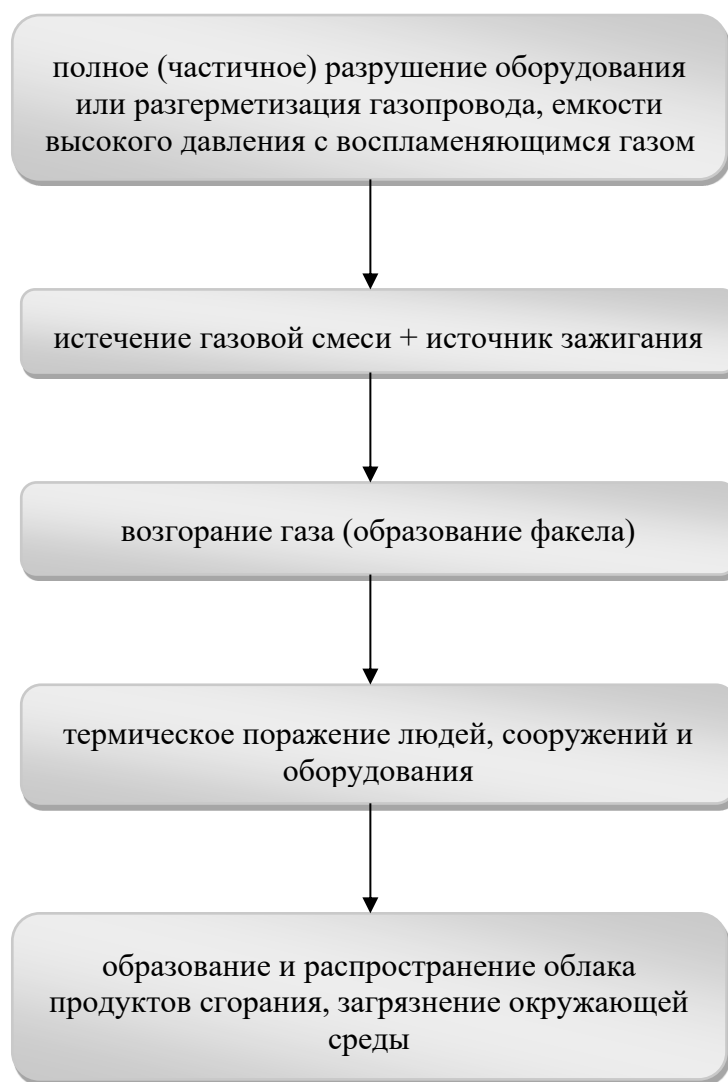 полное (частичное) разрушение оборудования
или разгерметизация газопровода, емкости
высокого давления с воспламеняющимся газом
истечение газовой смеси + источник зажигания
возгорание газа (образование факела)
термическое поражение людей, сооружений и
оборудования
образование и распространение облака
продуктов сгорания, загрязнение окружающей
среды